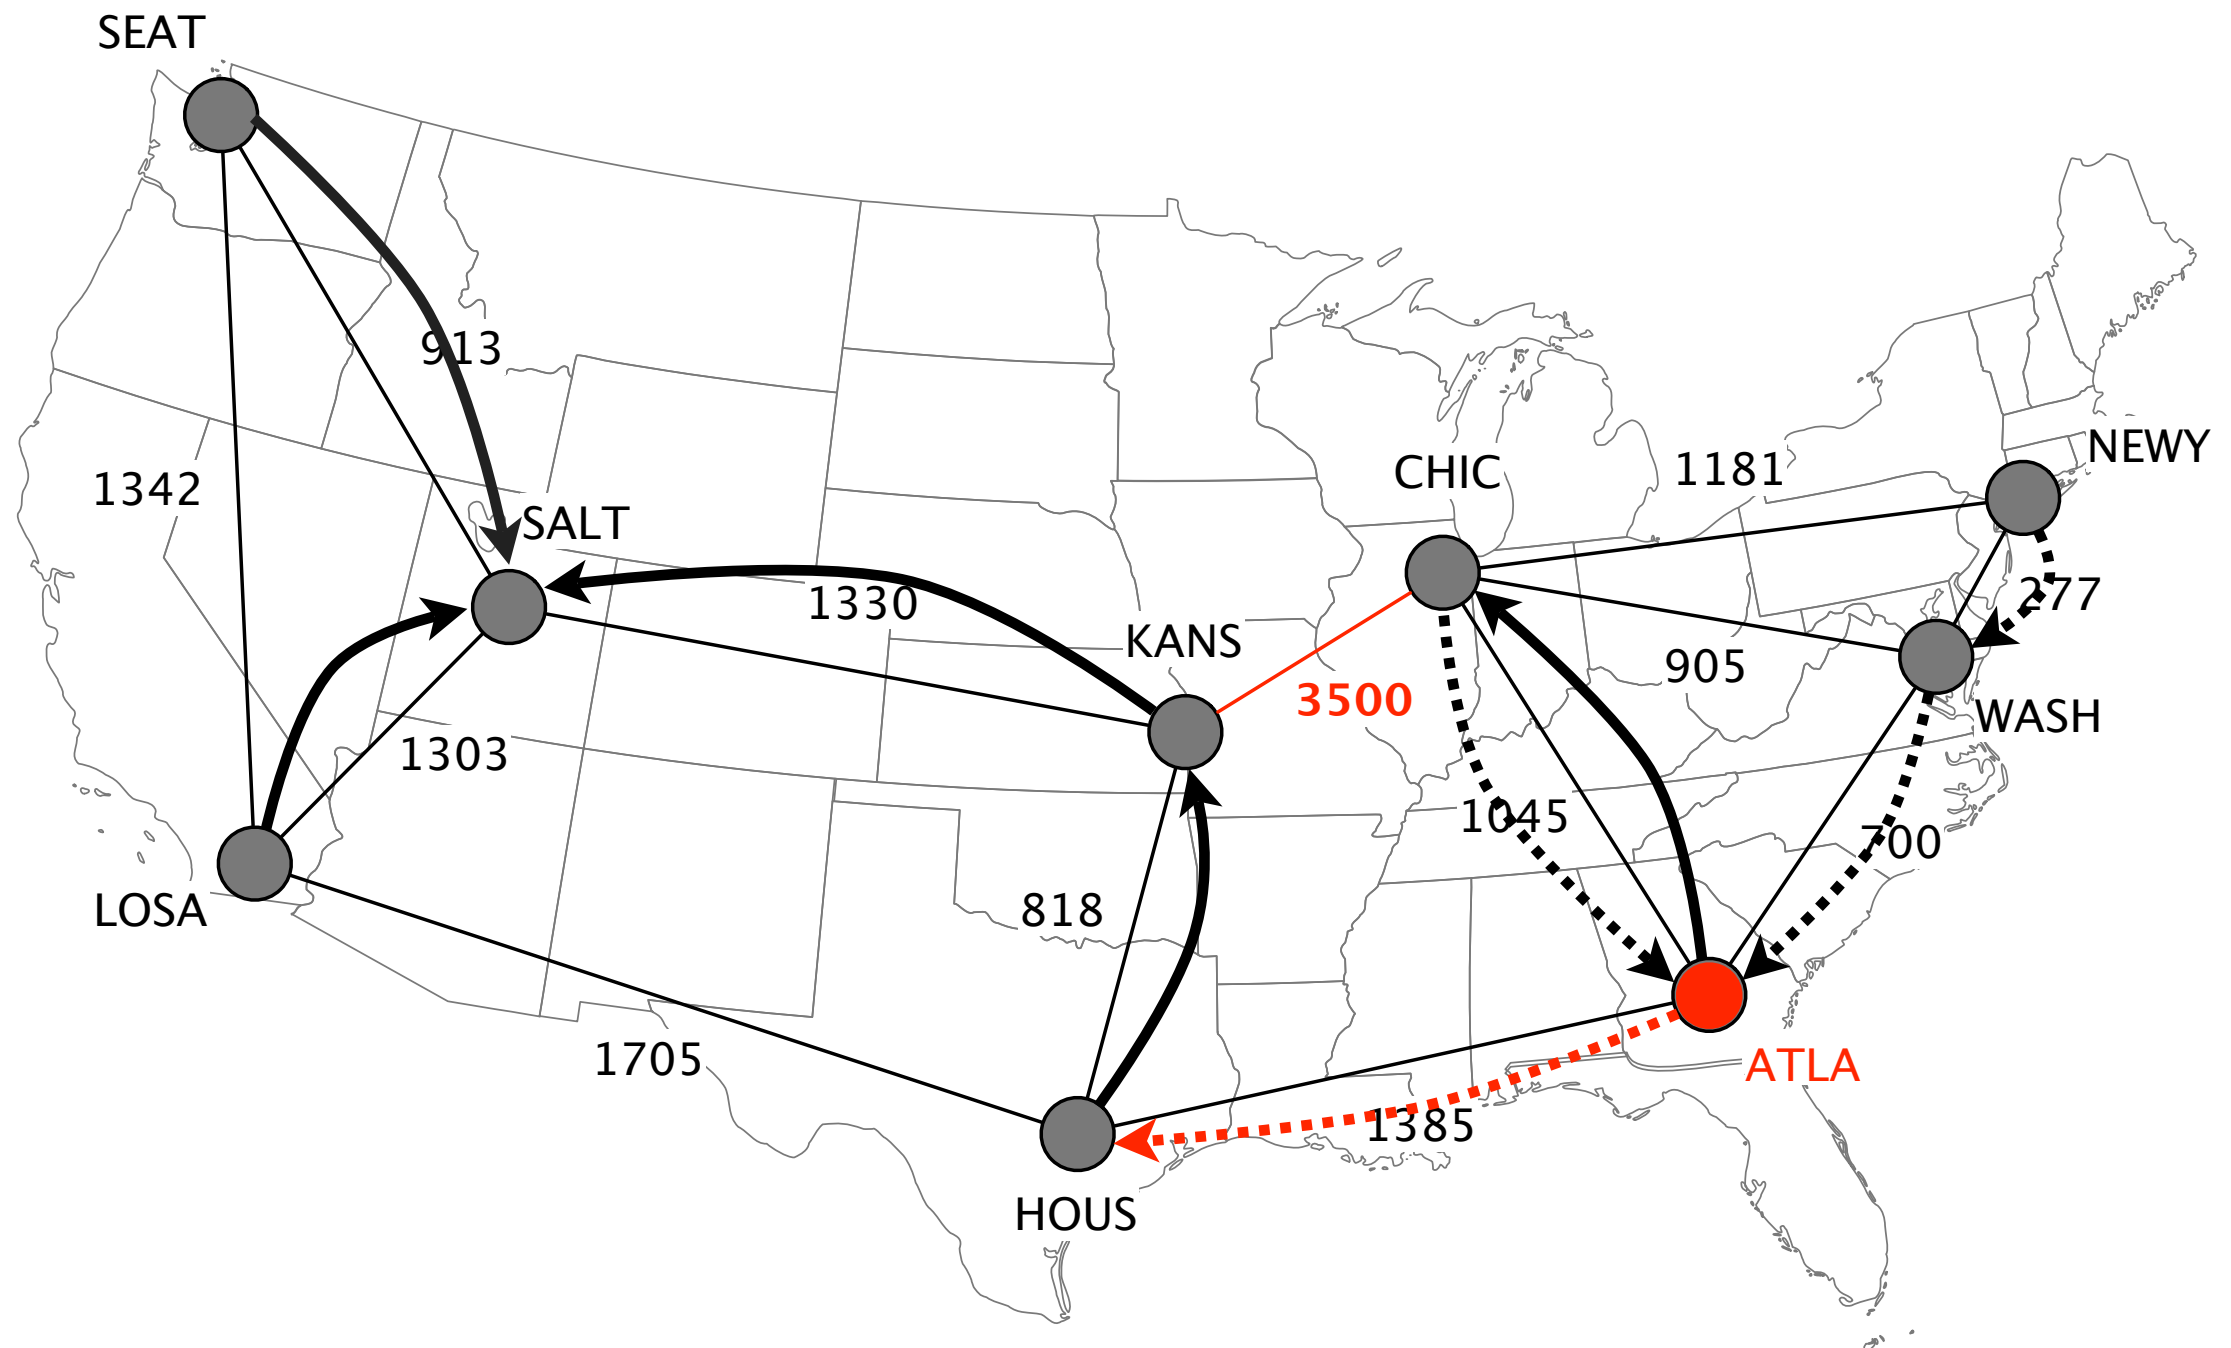 SEAT
913
1342
NEWY
CHIC
1181
SALT
277
1330
KANS
905
3500
WASH
1303
1045
700
818
LOSA
1705
ATLA
1385
HOUS